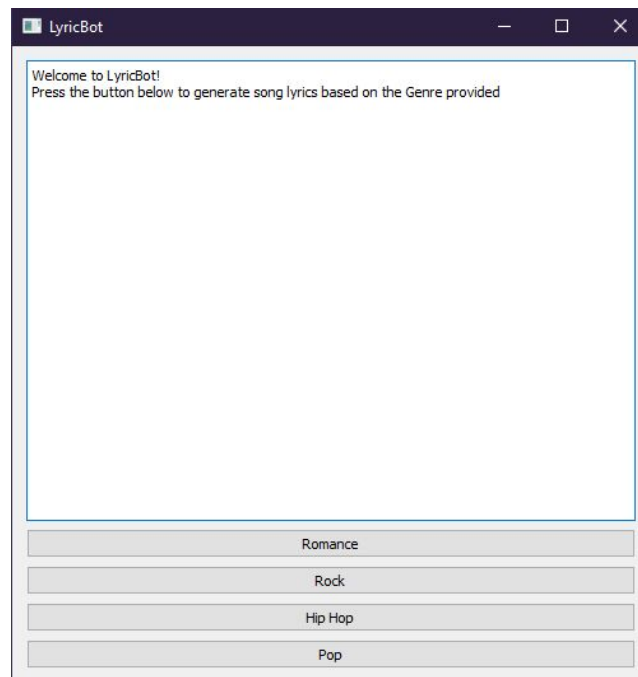 LyricBot
Welcome to LyricBot!
Press the button below to generate song lyrics based on the Genre provided
Romance
Rock
Hip Hop
Pop